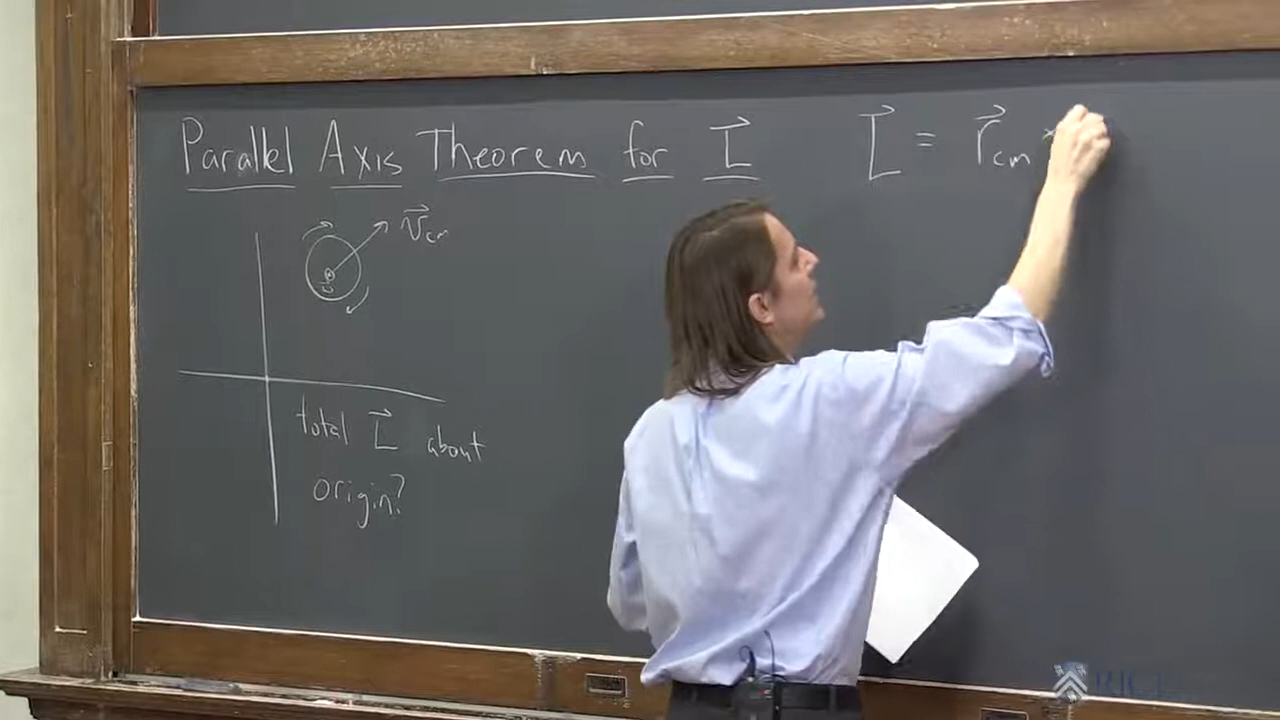 Parallel Axis Theorem for L⃗
L⃗ = r⃗cm ×
v⃗cm
total L⃗ about
origin?